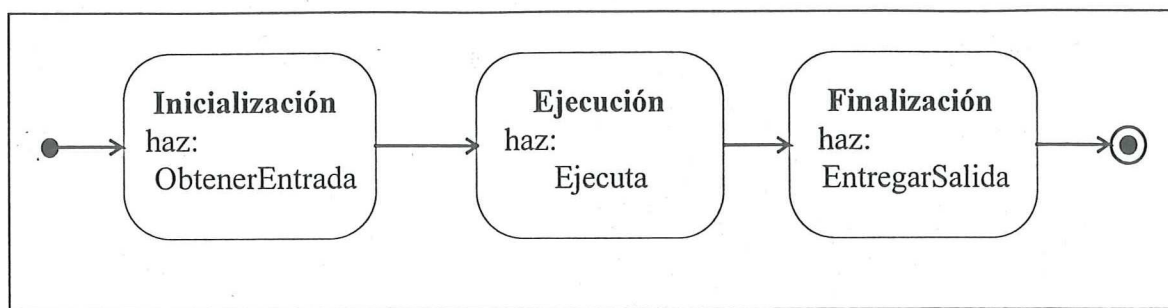 Inicialización
haz:
ObtenerEntrada
Ejecución
haz:
Ejecuta
Finalización
haz:
EntregarSalida